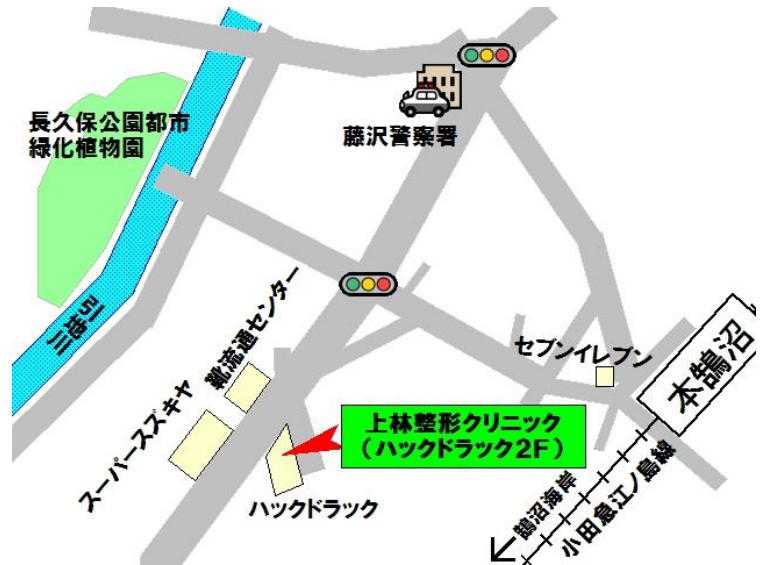 長久保公園都市
緑化植物園
藤沢警察署
引地川
靴流通センター
スーパースズキヤ
セブンイレブン
本鵠沼
上林整形クリニック
（ハックドラック2F）
ハックドラック
鵠沼海岸
小田急江ノ島線